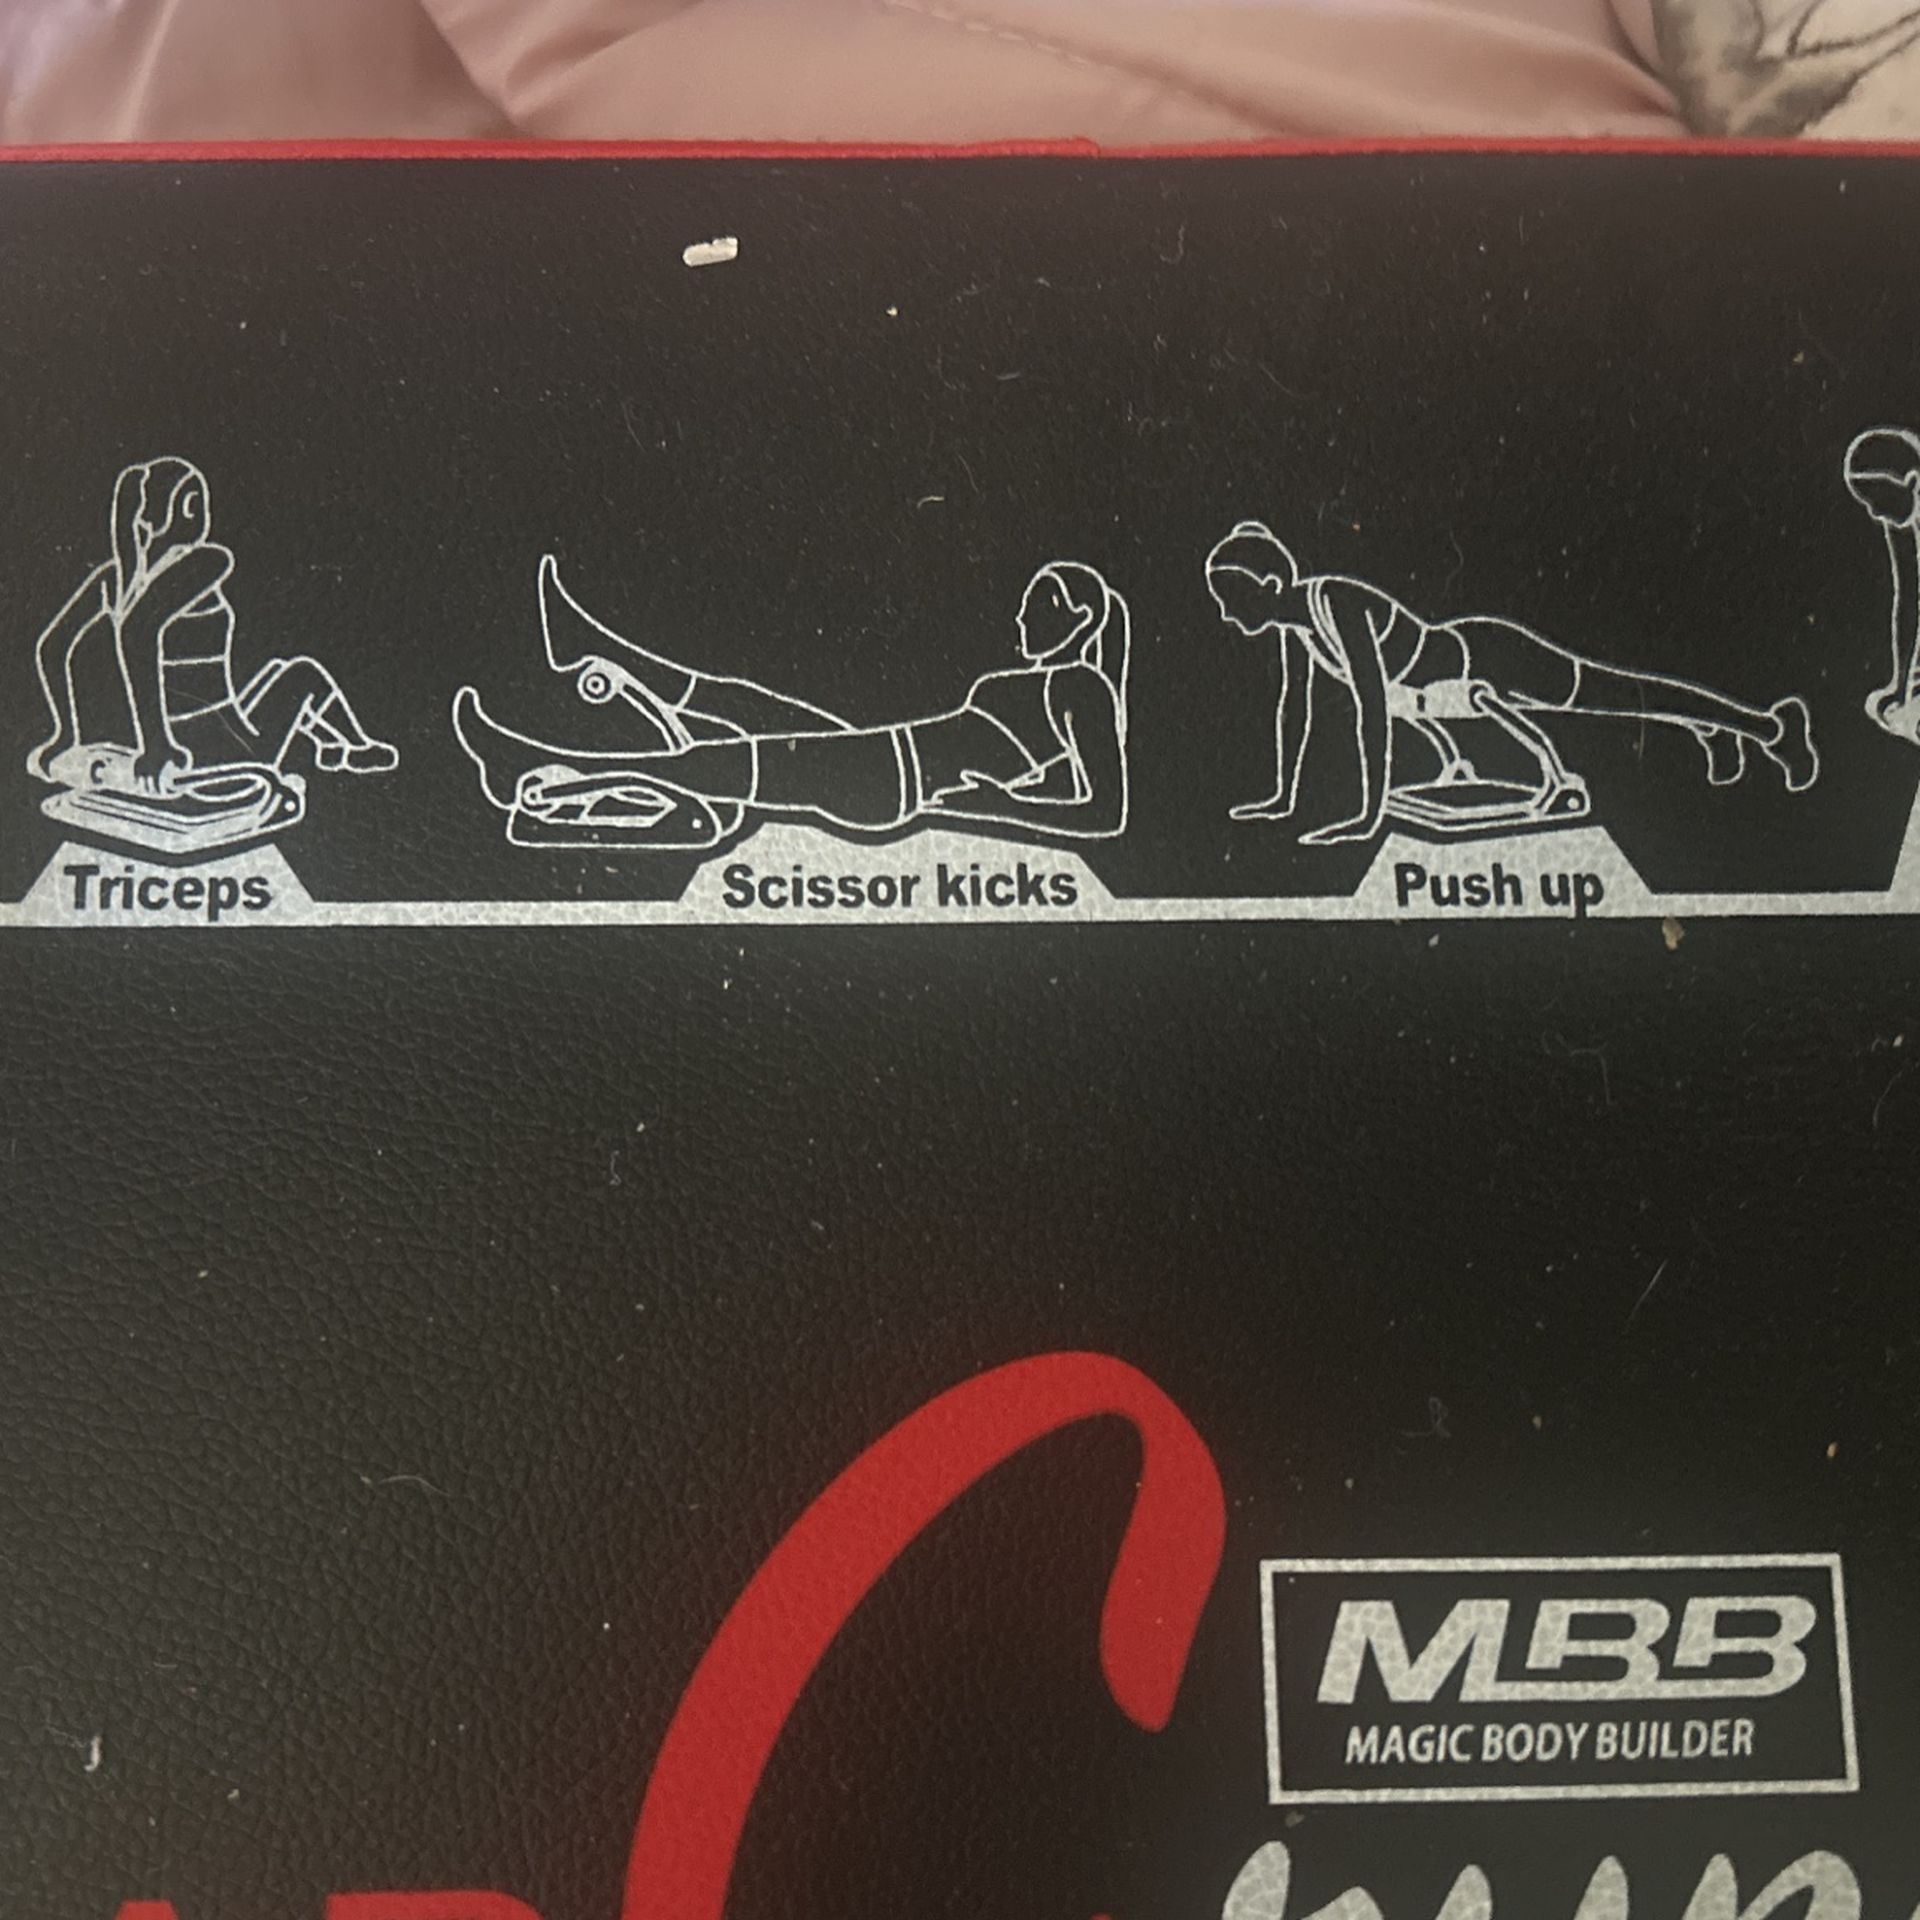 Triceps
Scissor kicks
Push up
MBB
MAGIC BODY BUILDER